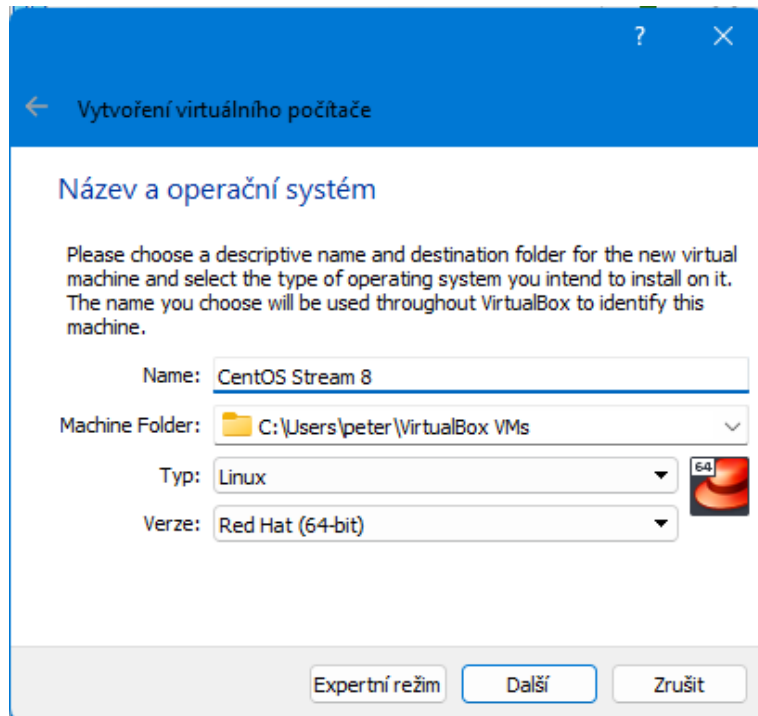 ?
Vytvoření virtuálního počítače
Název a operační systém
Please choose a descriptive name and destination folder for the new virtual
machine and select the type of operating system you intend to install on it.
The name you choose will be used throughout VirtualBox to identify this
machine.
Name: CentOS Stream 8
Machine Folder: C:\Users\peter\VirtualBox VMs
Typ: Linux
64
Verze: Red Hat (64-bit)
Expertní režim Další Zrušit